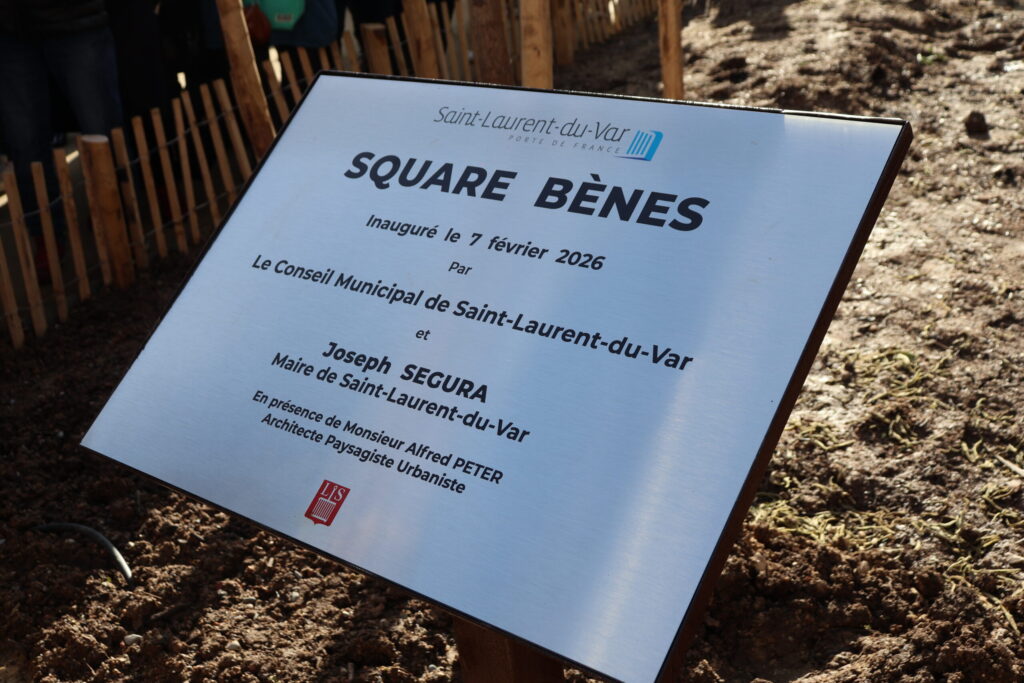 Saint-Laurent-du-Var
PORTE DE FRANCE
SQUARE BÈNES
Inauguré le 7 février 2026
Par
Le Conseil Municipal de Saint-Laurent-du-Var
et
Joseph SEGURA
Maire de Saint-Laurent-du-Var
En présence de Monsieur Alfred PETER
Architecte Paysagiste Urbaniste
LJS